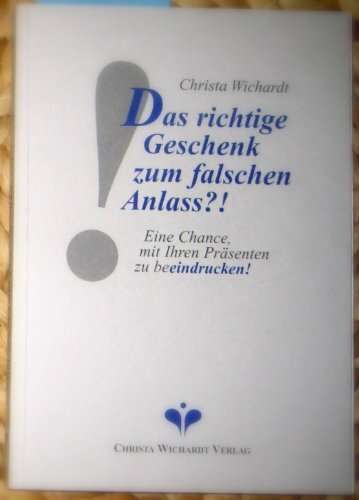 Christa Wichardt
Das richtige
Geschenk
zum falschen
Anlass?!
Eine Chance,
mit Ihren Präsenten
zu beeindrucken!
CHRISTA WICHARDT VERLAG